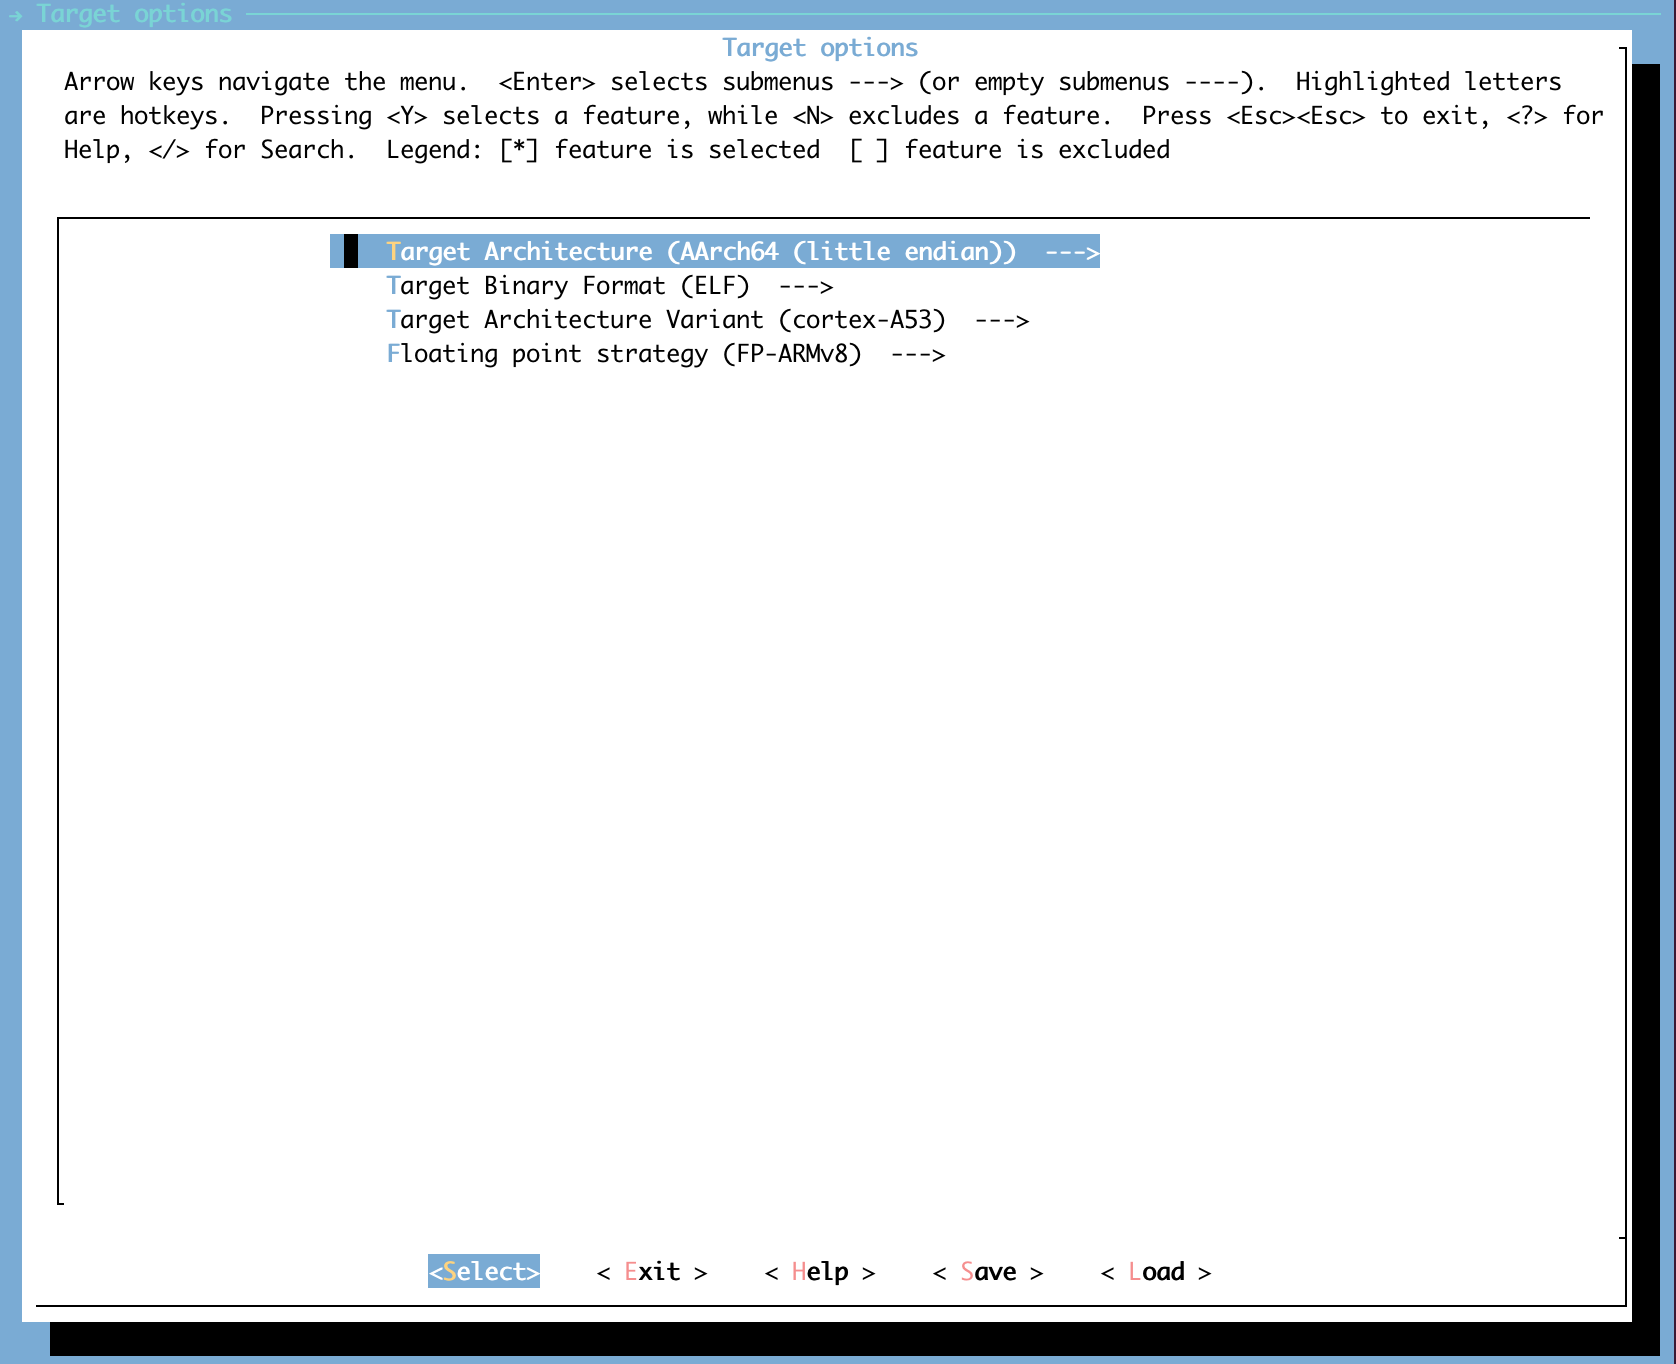 → Target options
Target options
Arrow keys navigate the menu.  <Enter> selects submenus ---> (or empty submenus ----).  Highlighted letters
are hotkeys.  Pressing <Y> selects a feature, while <N> excludes a feature.  Press <Esc><Esc> to exit, <?> for
Help, </> for Search.  Legend: [*] feature is selected  [ ] feature is excluded
Target Architecture (AArch64 (little endian))  --->
Target Binary Format (ELF)  --->
Target Architecture Variant (cortex-A53)  --->
Floating point strategy (FP-ARMv8)  --->
<Select>    < Exit >    < Help >    < Save >    < Load >